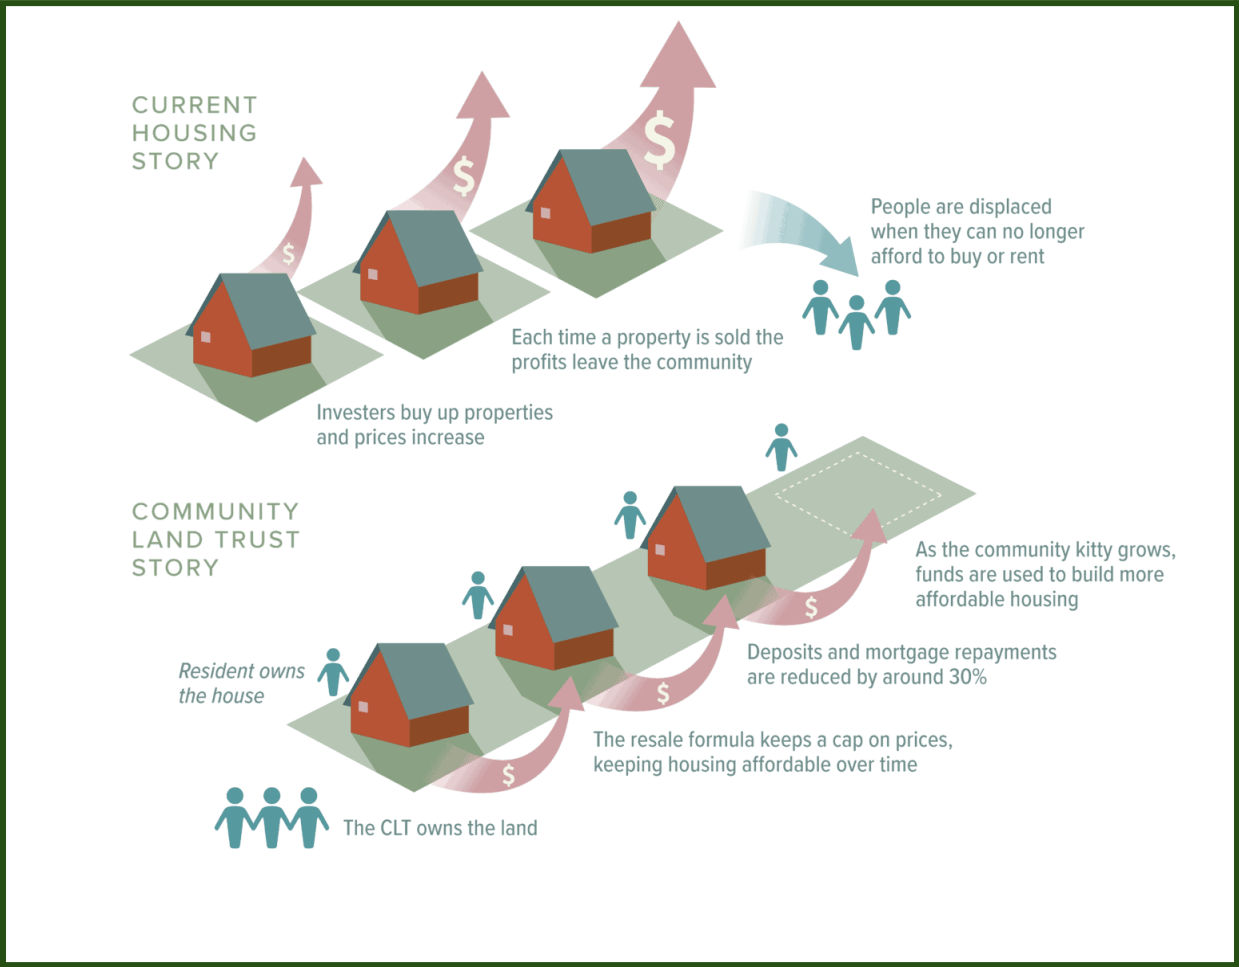 CURRENT
HOUSING
STORY
$
$
$
People are displaced
when they can no longer
afford to buy or rent
Each time a property is sold the
profits leave the community
Investers buy up properties
and prices increase
COMMUNITY
LAND TRUST
STORY
As the community kitty grows,
funds are used to build more
affordable housing
$
Deposits and mortgage repayments
are reduced by around 30%
Resident owns
the house
$
The resale formula keeps a cap on prices,
keeping housing affordable over time
$
The CLT owns the land